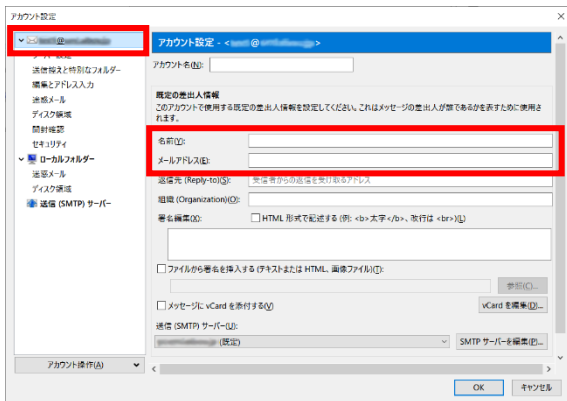 アカウント設定
アカウント設定 - < @ >
サーバー設定
送信控えと特別なフォルダー
編集とアドレス入力
迷惑メール
ディスク領域
開封確認
セキュリティ
ローカルフォルダー
迷惑メール
ディスク領域
送信 (SMTP) サーバー
アカウント操作(A)
アカウント名(N):
既定の差出人情報
このアカウントで使用する既定の差出人情報を設定してください。これはメッセージの差出人が誰であるかを表すために使用さ
れます。
名前(Y):
メールアドレス(E):
返信先 (Reply-to)(S): 受信者からの返信を受け取るアドレス
組織 (Organization)(O):
署名編集(X): HTML 形式で記述する (例: <b>太字</b>、改行は <br>)(L)
ファイルから署名を挿入する (テキストまたは HTML、画像ファイル)(T):
参照(C)...
メッセージに vCard を添付する(V) vCard を編集(D)...
送信 (SMTP) サーバー(U):
(既定) SMTP サーバーを編集(P)...
OK キャンセル